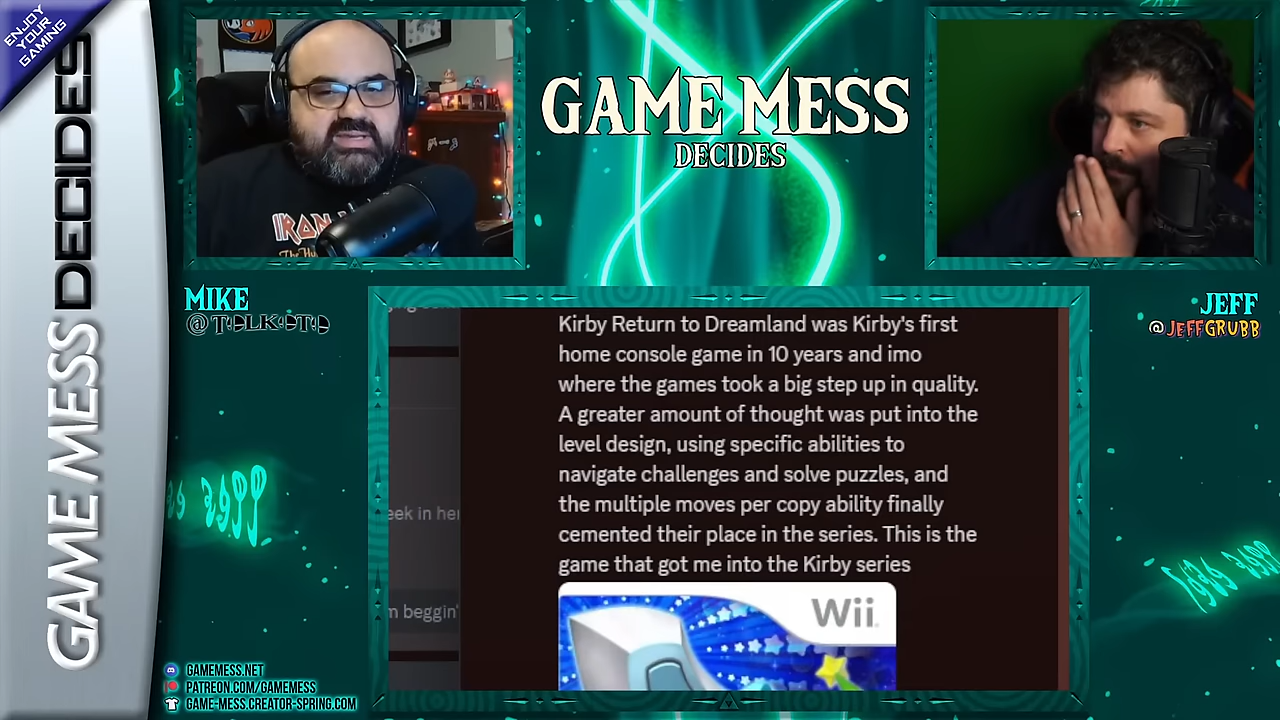 ENJOY
YOUR
GAMING
GAME MESS DECIDES
GAME MESS
DECIDES
IRON
MIKE
@TOLKOTO
JEFF
@JEFFGRUBB
Kirby Return to Dreamland was Kirby's first
home console game in 10 years and imo
where the games took a big step up in quality.
A greater amount of thought was put into the
level design, using specific abilities to
navigate challenges and solve puzzles, and
the multiple moves per copy ability finally
cemented their place in the series. This is the
game that got me into the Kirby series
eek in her
m beggin'
Wii
GAMEMESS.NET
PATREON.COM/GAMEMESS
GAME-MESS.CREATOR-SPRING.COM